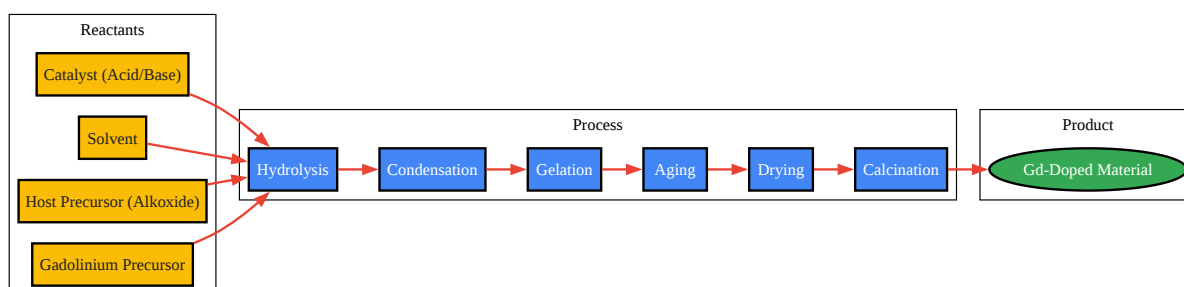 Reactants
Catalyst (Acid/Base)
Solvent
Host Precursor (Alkoxide)
Gadolinium Precursor
Process
Hydrolysis
Condensation
Gelation
Aging
Drying
Calcination
Product
Gd-Doped Material